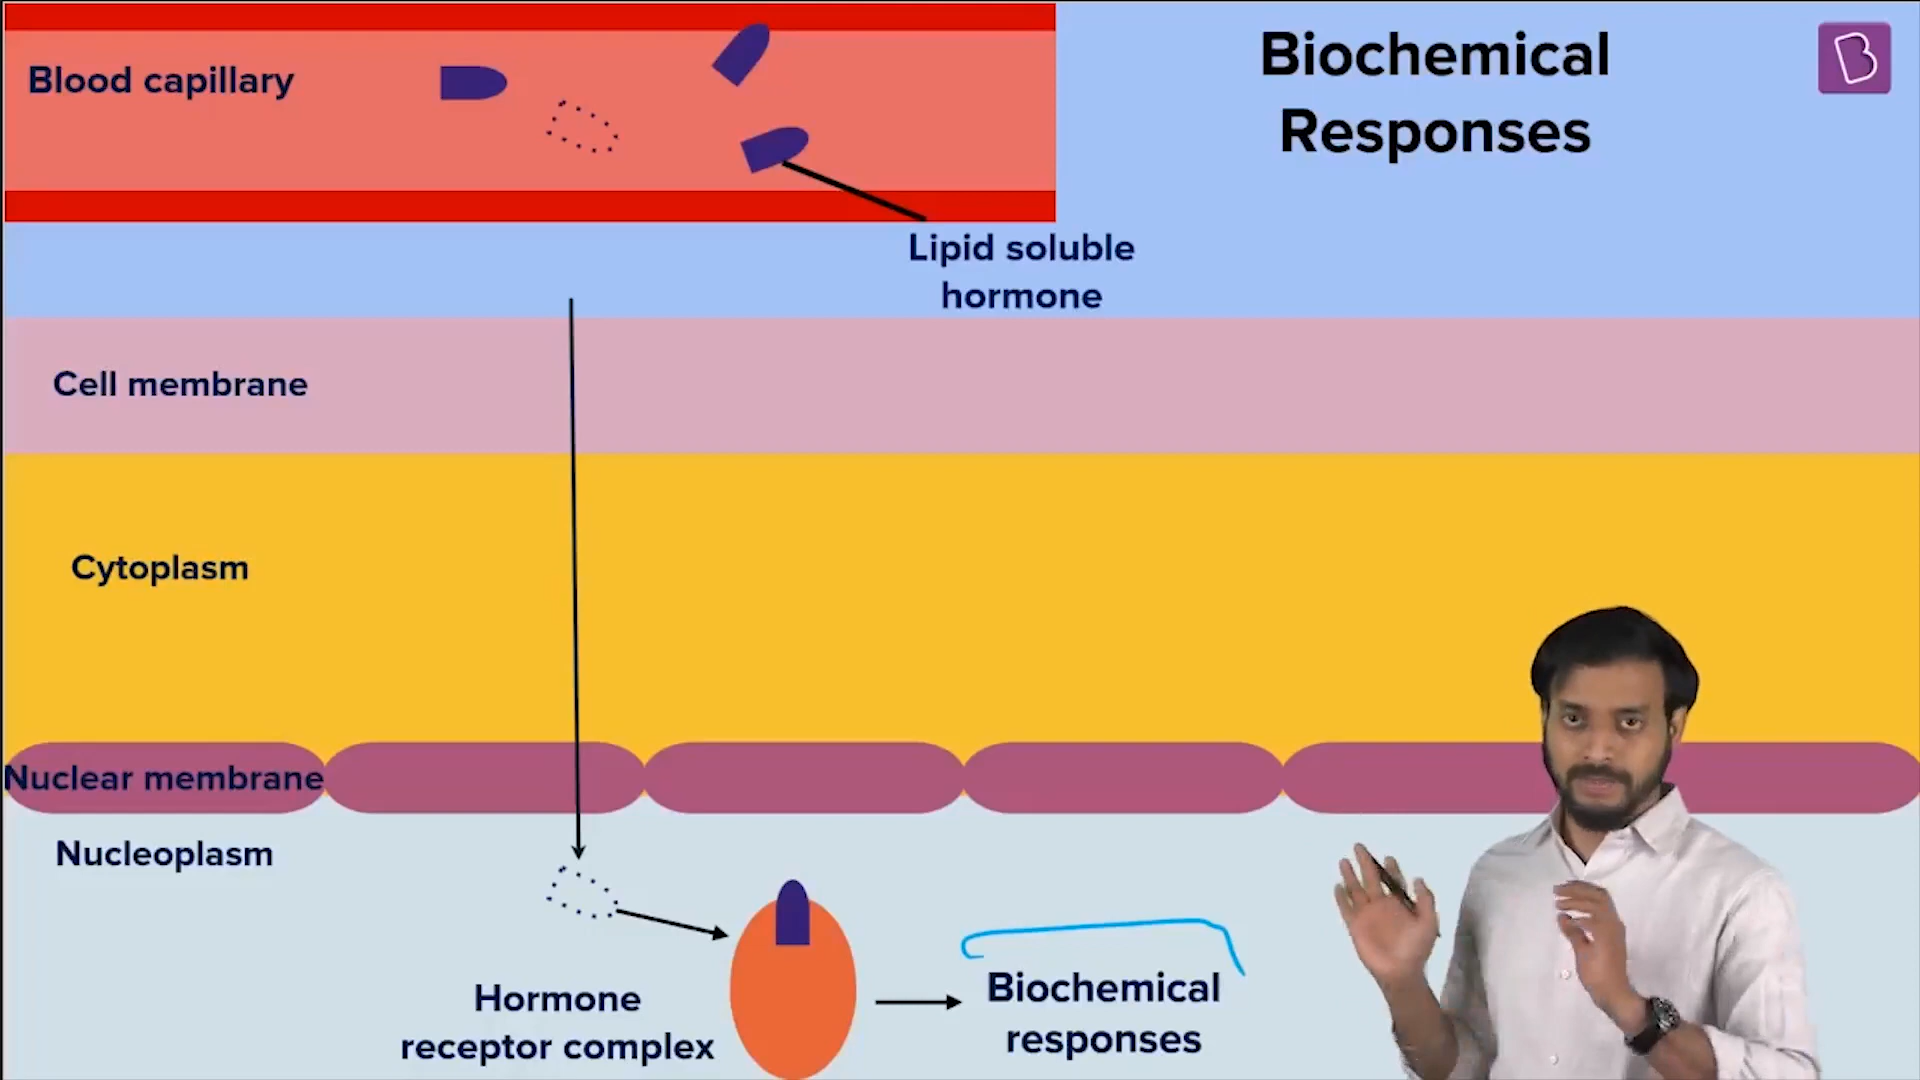 Biochemical
Responses
Blood capillary
Lipid soluble
hormone
Cell membrane
Cytoplasm
Nuclear membrane
Nucleoplasm
Hormone
receptor complex
Biochemical
responses
B